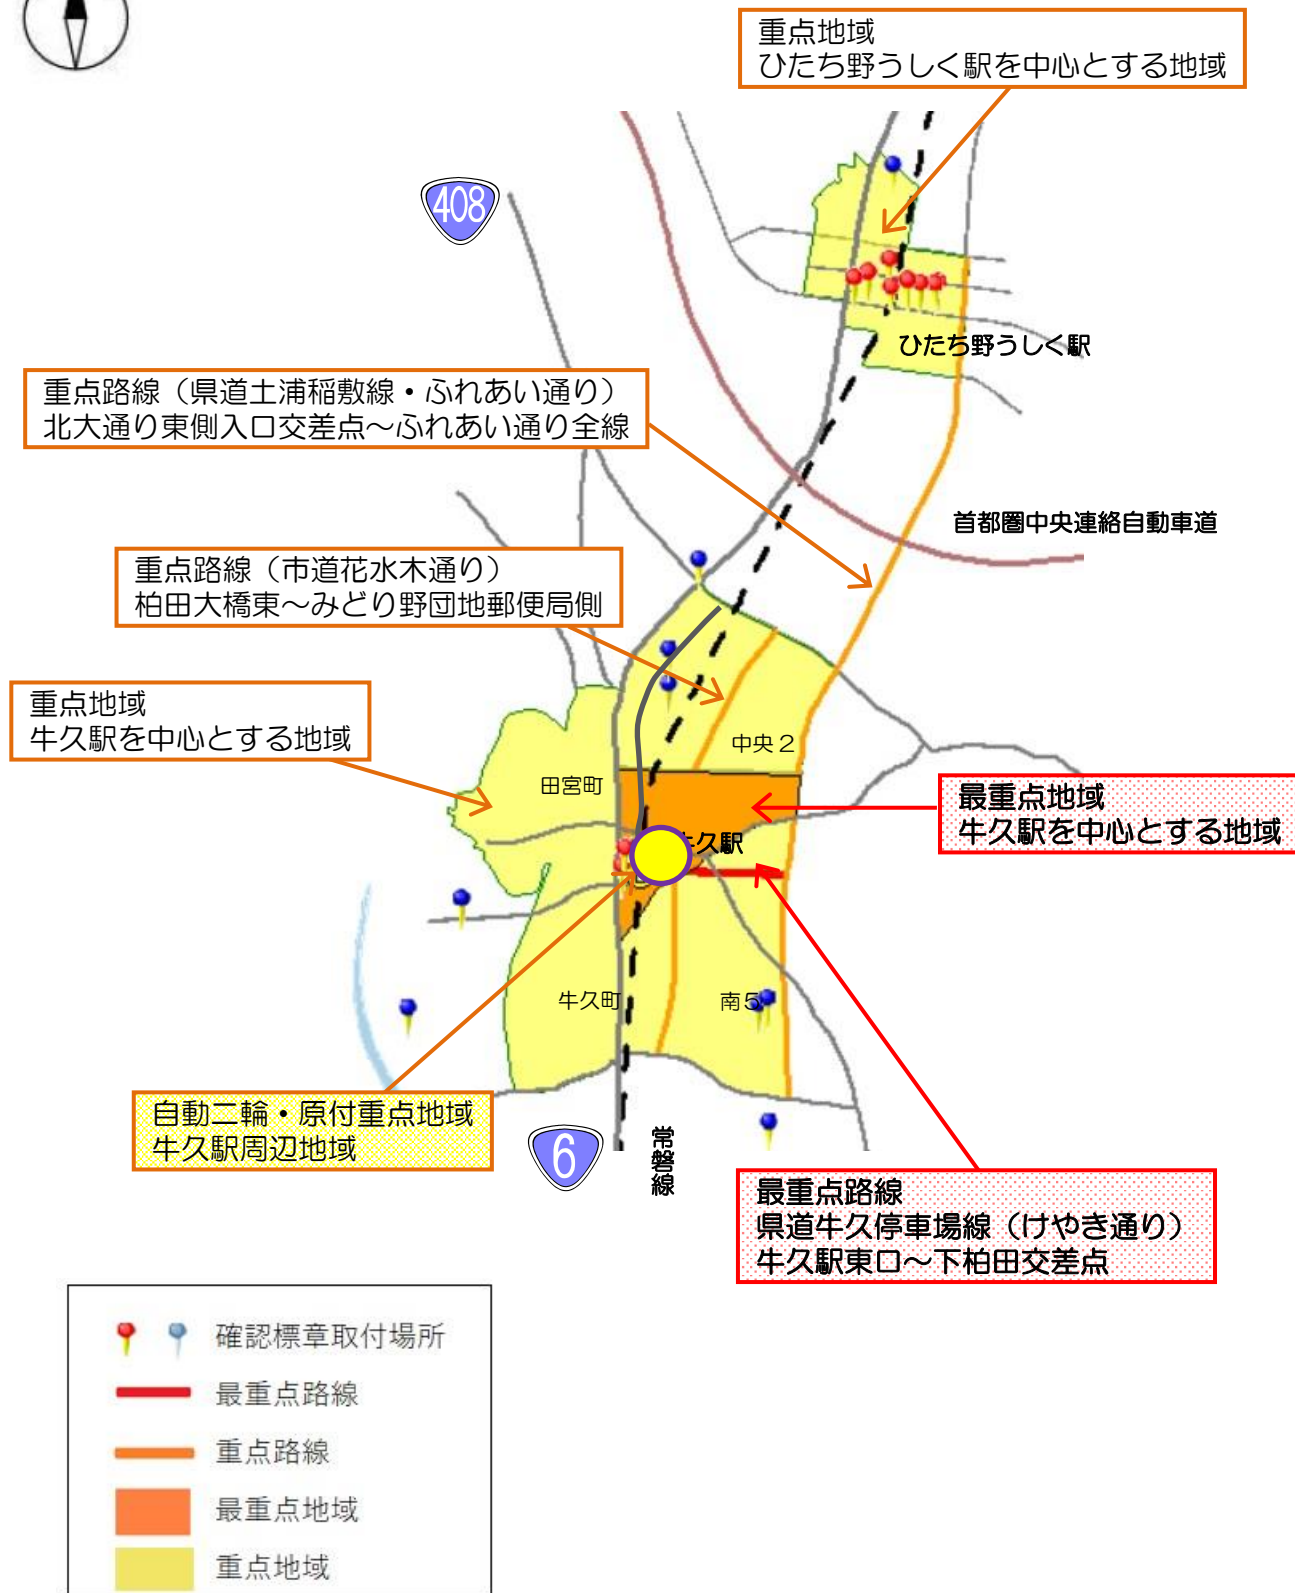 重点地域
ひたち野うしく駅を中心とする地域
408
ひたち野うしく駅
重点路線（県道土浦稲敷線・ふれあい通り）
北大通り東側入口交差点～ふれあい通り全線
首都圏中央連絡自動車道
重点路線（市道花水木通り）
柏田大橋東～みどり野団地郵便局側
重点地域
牛久駅を中心とする地域
中央２
田宮町
最重点地域
牛久駅を中心とする地域
牛久駅
牛久町
南5
自動二輪・原付重点地域
牛久駅周辺地域
6
常磐線
最重点路線
県道牛久停車場線（けやき通り）
牛久駅東口～下柏田交差点
確認標章取付場所
最重点路線
重点路線
最重点地域
重点地域